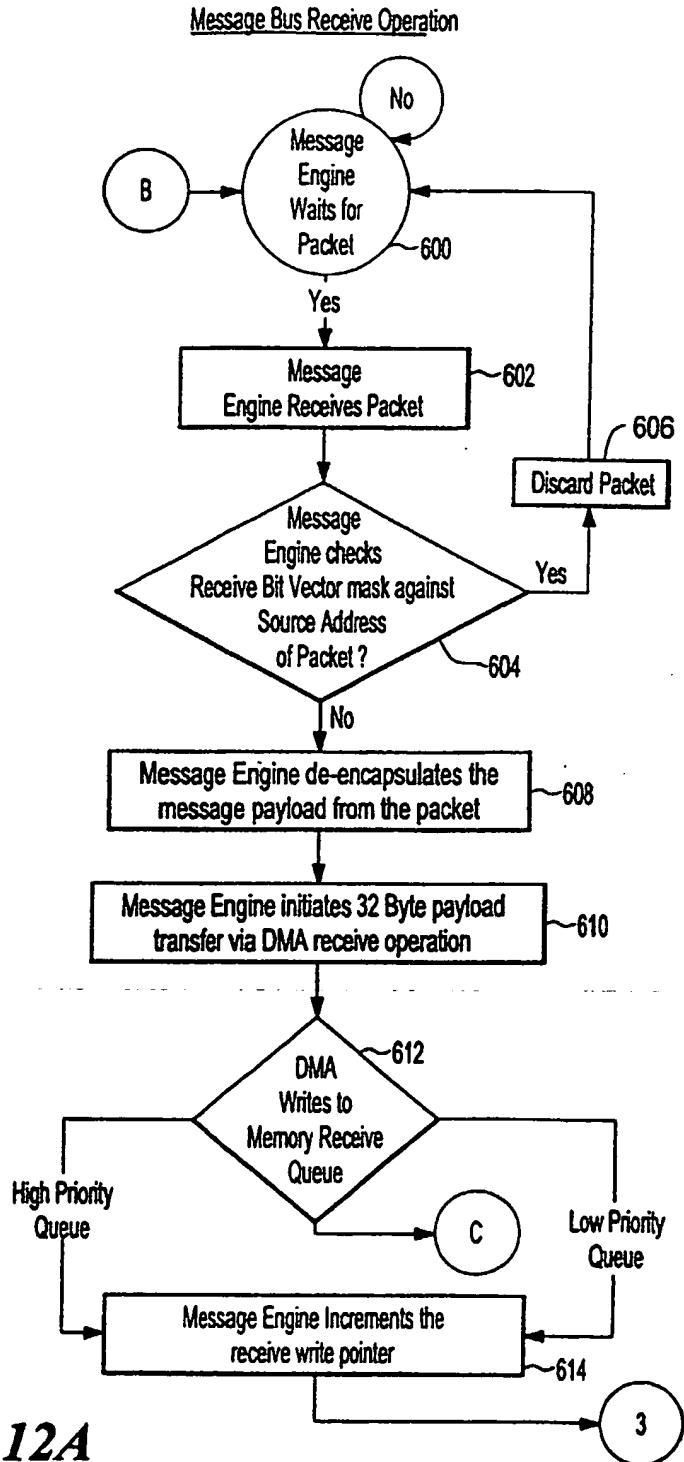 Message Bus Receive Operation
No
B
Message
Engine
Waits for
Packet
600
Yes
Message
Engine Receives Packet
602
606
Discard Packet
Message
Engine checks
Receive Bit Vector mask against
Source Address
of Packet ?
Yes
604
No
Message Engine de-encapsulates the
message payload from the packet
608
Message Engine initiates 32 Byte payload
transfer via DMA receive operation
610
612
DMA
Writes to
Memory Receive
Queue
High Priority
Queue
C
Low Priority
Queue
Message Engine Increments the
receive write pointer
614
3
12A